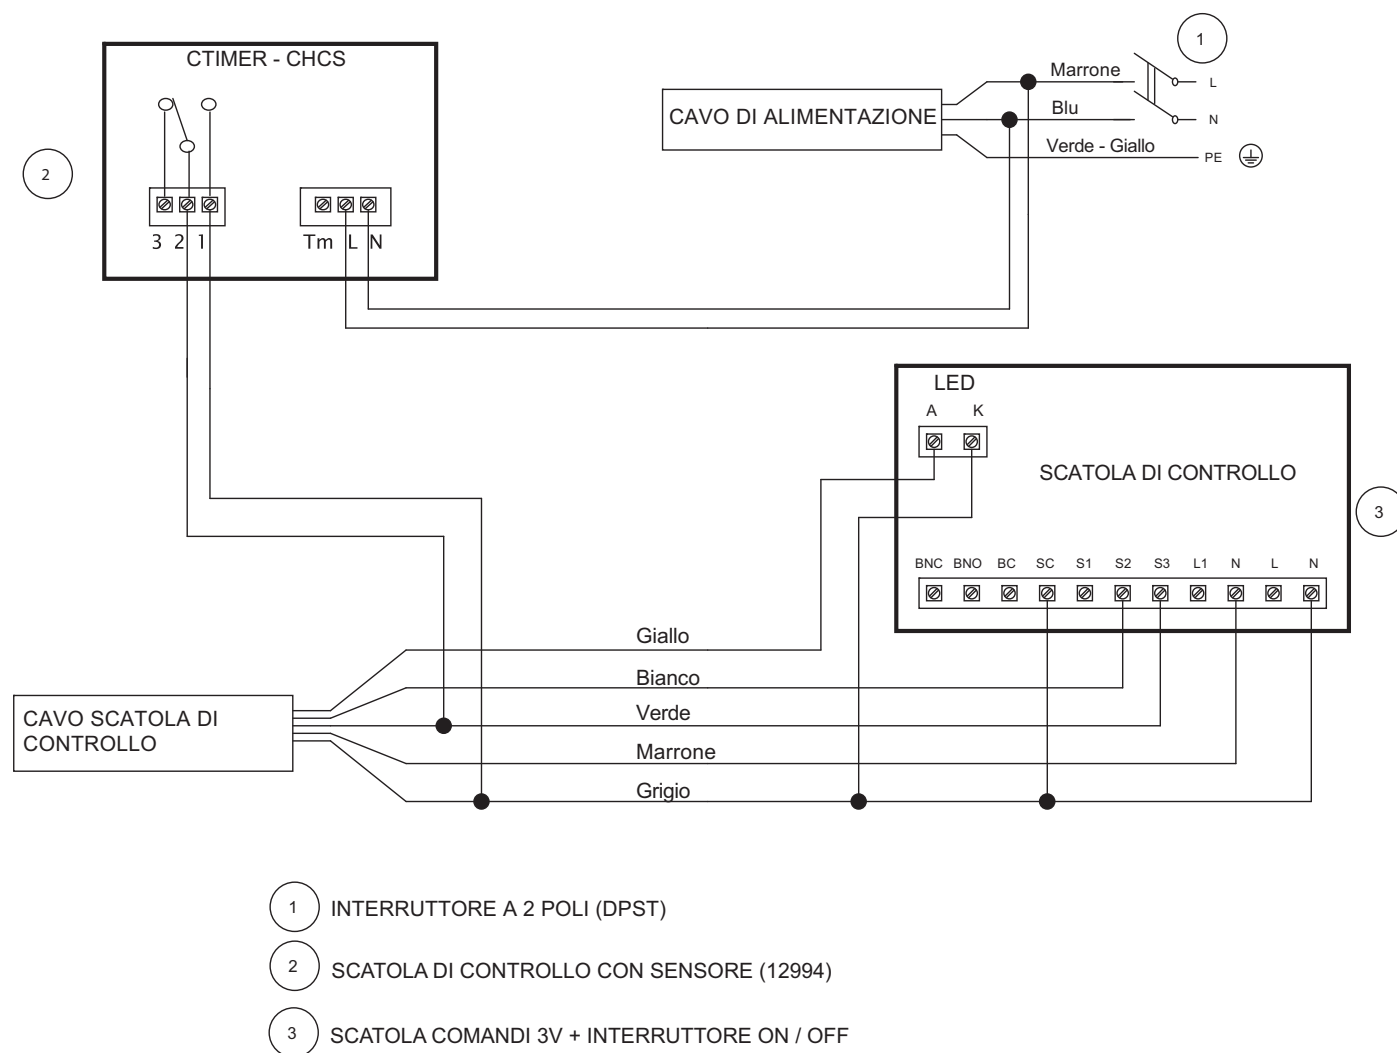 CTIMER - CHCS
1
Marrone
L
CAVO DI ALIMENTAZIONE
Blu
N
Verde - Giallo
PE
2
3 2 1
Tm L N
LED
A K
SCATOLA DI CONTROLLO
3
BNC BNO BC SC S1 S2 S3 L1 N L N
Giallo
Bianco
Verde
Marrone
Grigio
CAVO SCATOLA DI
CONTROLLO
1 INTERRUTTORE A 2 POLI (DPST)
2 SCATOLA DI CONTROLLO CON SENSORE (12994)
3 SCATOLA COMANDI 3V + INTERRUTTORE ON / OFF